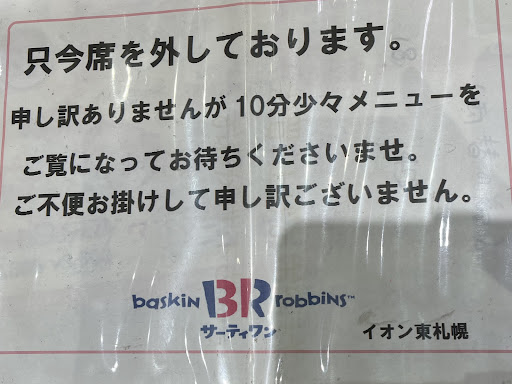 只今席を外しております。
申し訳ありませんが10分少々メニューを
ご覧になってお待ちくださいませ。
ご不便お掛けして申し訳ございません。
baskin BR robbins™
サーティワン
イオン東札幌